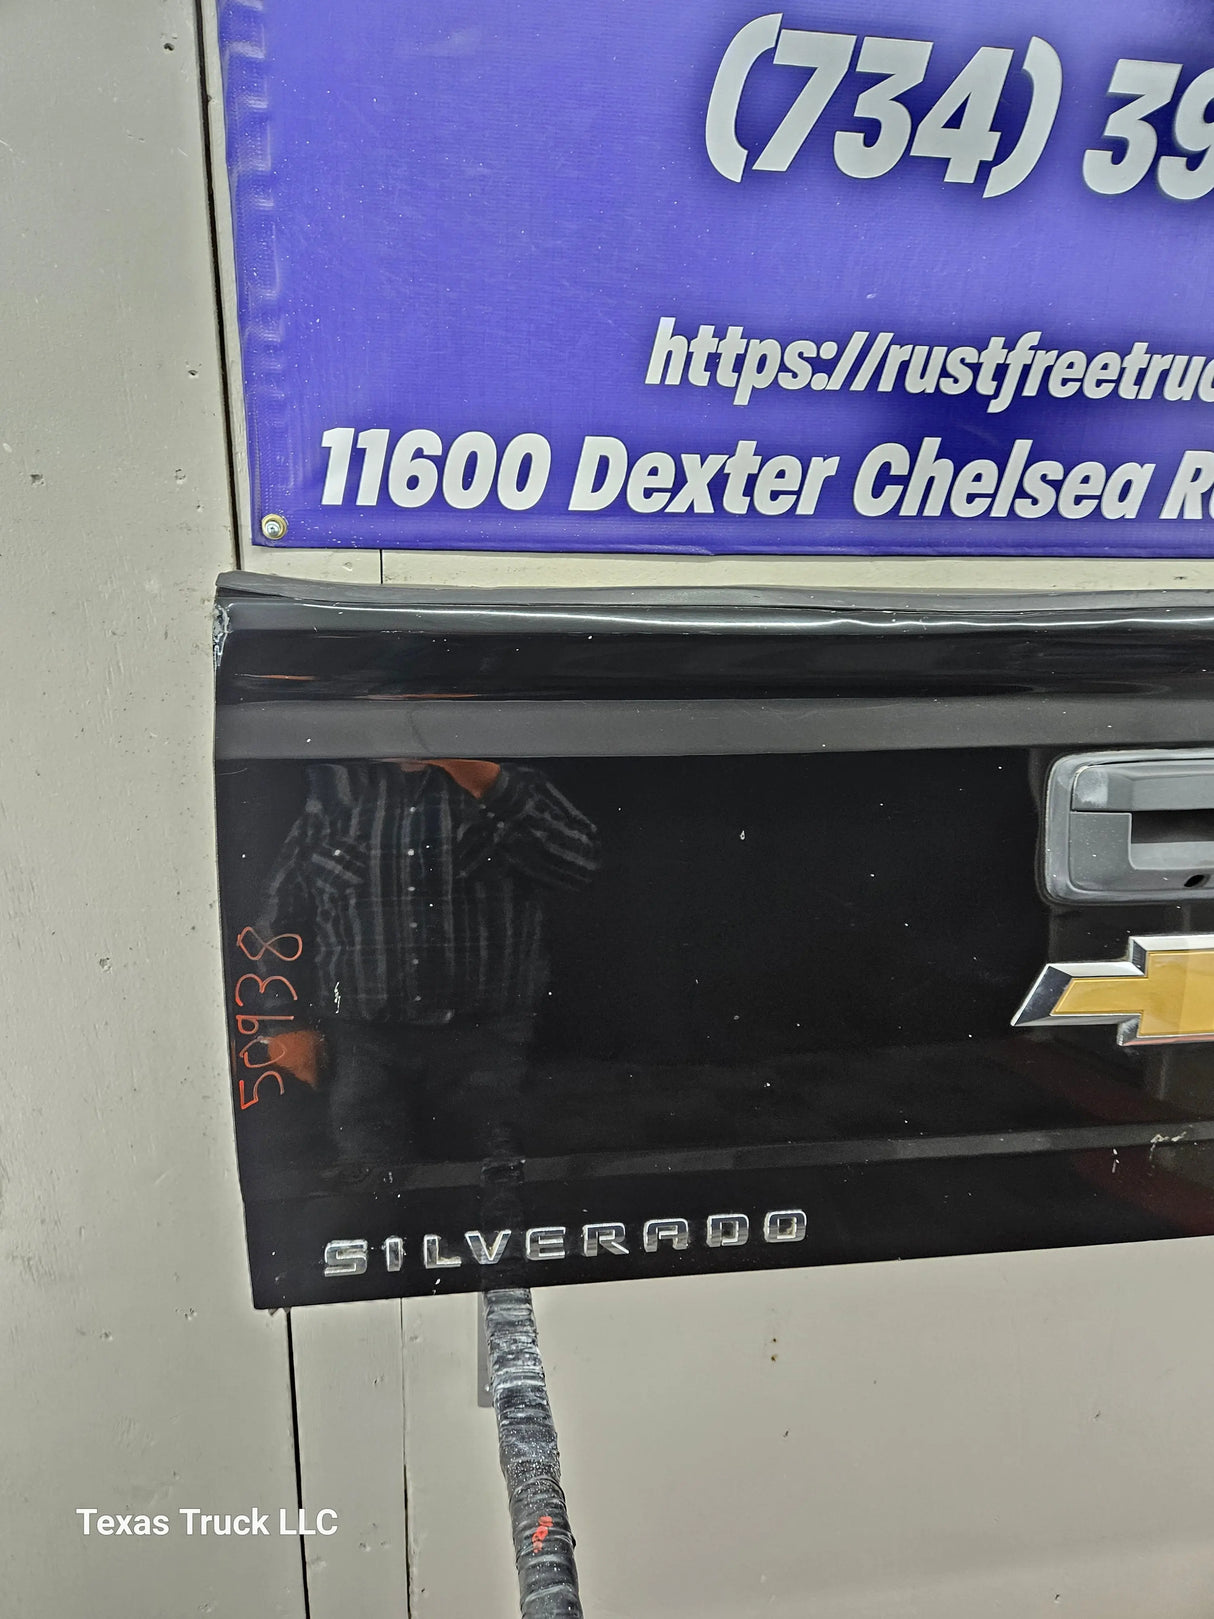 (734) 39
https://rustfreetruc
11600 Dexter Chelsea R
50938
SILVERADO
Texas Truck LLC